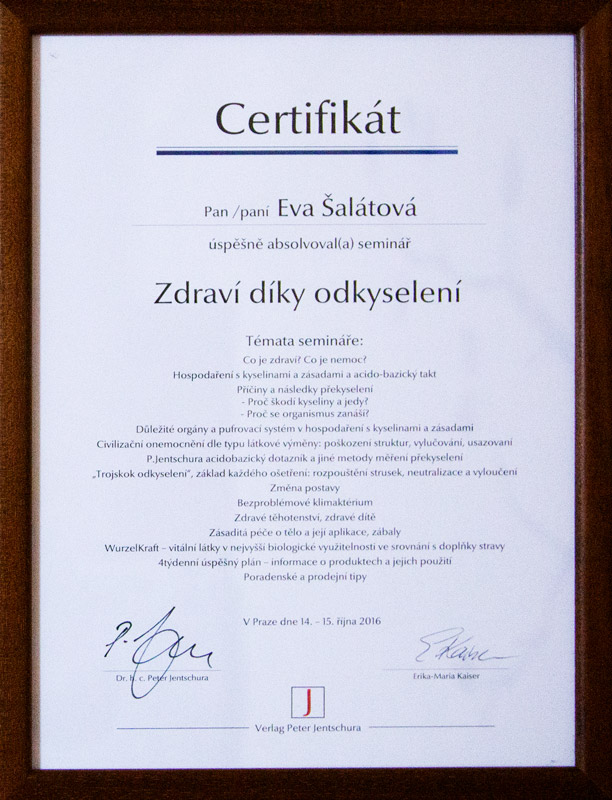 Certifikát
Pan /paní Eva Šalátová
úspěšně absolvoval(a) seminář
Zdraví díky odkyselení
Témata semináře:
Co je zdraví? Co je nemoc?
Hospodaření s kyselinami a zásadami a acido-bazický takt
Příčiny a následky překyselení
- Proč škodí kyseliny a jedy?
- Proč se organismus zanáší?
Důležité orgány a pufrovací systém v hospodaření s kyselinami a zásadami
Civilizační onemocnění dle typu látkové výměny: poškození struktur, vylučování, usazovaní
P.Jentschura acidobazický dotazník a jiné metody měření překyselení
„Trojskok odkyselení", základ každého ošetření: rozpouštění strusek, neutralizace a vyloučení
Změna postavy
Bezproblémové klimaktérium
Zdravé těhotenství, zdravé dítě
Zásaditá peče o tělo a její aplikace, zábaly
WurzelKraft – vitální látky v nejvyšší biologické využitelností ve srovnání s doplňky stravy
4týdenní úspěšný plán – informace o produktech a jejich použití
Poradenské a prodejní tipy
V Praze dne 14. - 15. října 2016
Dr. h. c. Peter Jentschura
Erika-Maria Kaiser
J
Verlag Peter Jentschura